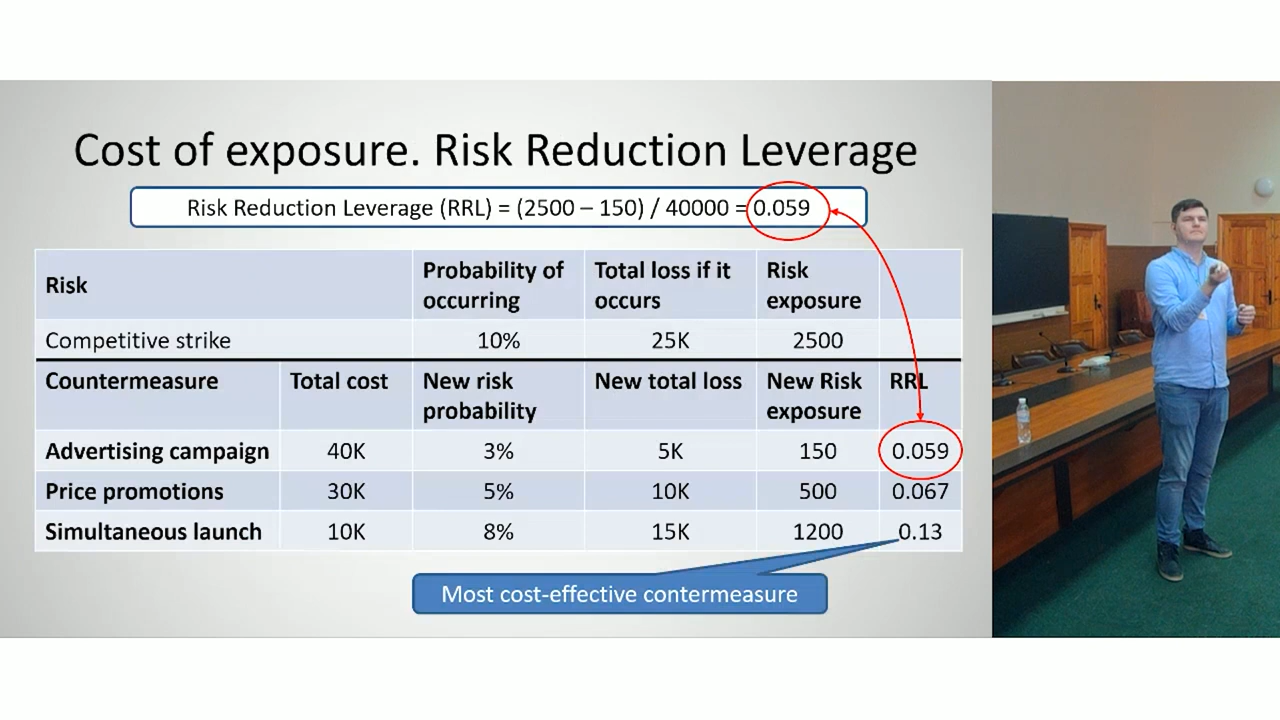 Cost of exposure. Risk Reduction Leverage
Risk Reduction Leverage (RRL) = (2500 – 150) / 40000 = 0.059
Risk
Probability of
occurring
Total loss if it
occurs
Risk
exposure
Competitive strike
10%
25K
2500
Countermeasure
Total cost
New risk
probability
New total loss
New Risk
exposure
RRL
Advertising campaign
40K
3%
5K
150
0.059
Price promotions
30K
5%
10K
500
0.067
Simultaneous launch
10K
8%
15K
1200
0.13
Most cost-effective contermeasure